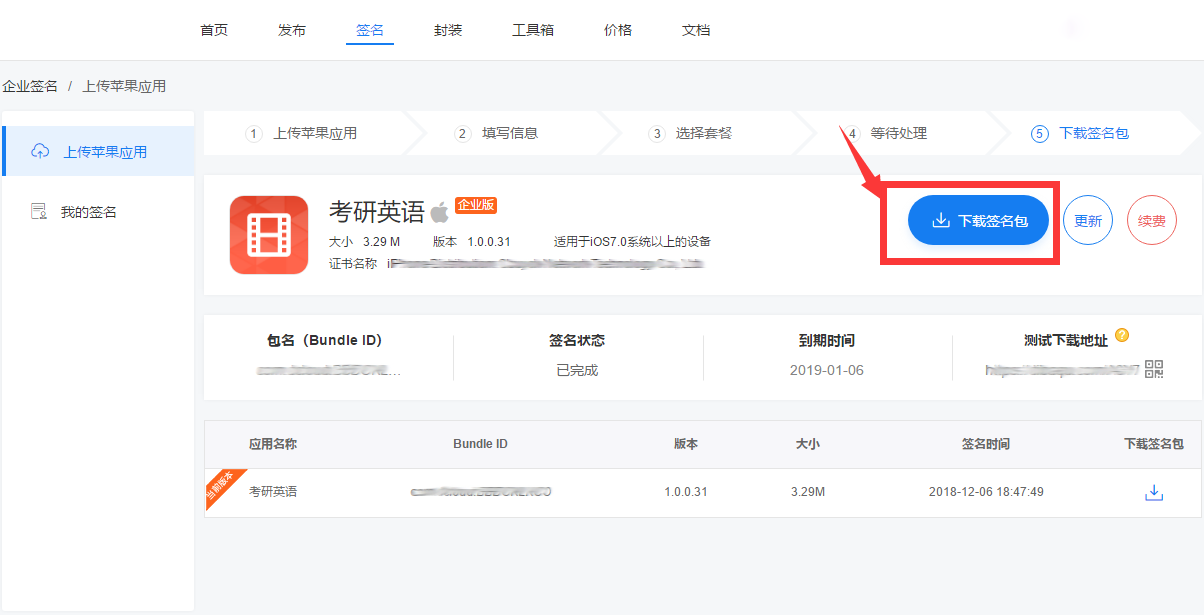 首页 发布 签名 封装 工具箱 价格 文档
企业签名 / 上传苹果应用
上传苹果应用
我的签名
1 上传苹果应用 2 填写信息 3 选择套餐 4 等待处理 5 下载签名包
考研英语 企业版
大小 3.29 M 版本 1.0.0.31 适用于iOS7.0系统以上的设备
证书名称
下载签名包 更新 续费
包名（Bundle ID） 签名状态 到期时间 测试下载地址 ?
已完成 2019-01-06
应用名称 Bundle ID 版本 大小 签名时间 下载签名包
当前版本
考研英语 1.0.0.31 3.29M 2018-12-06 18:47:49